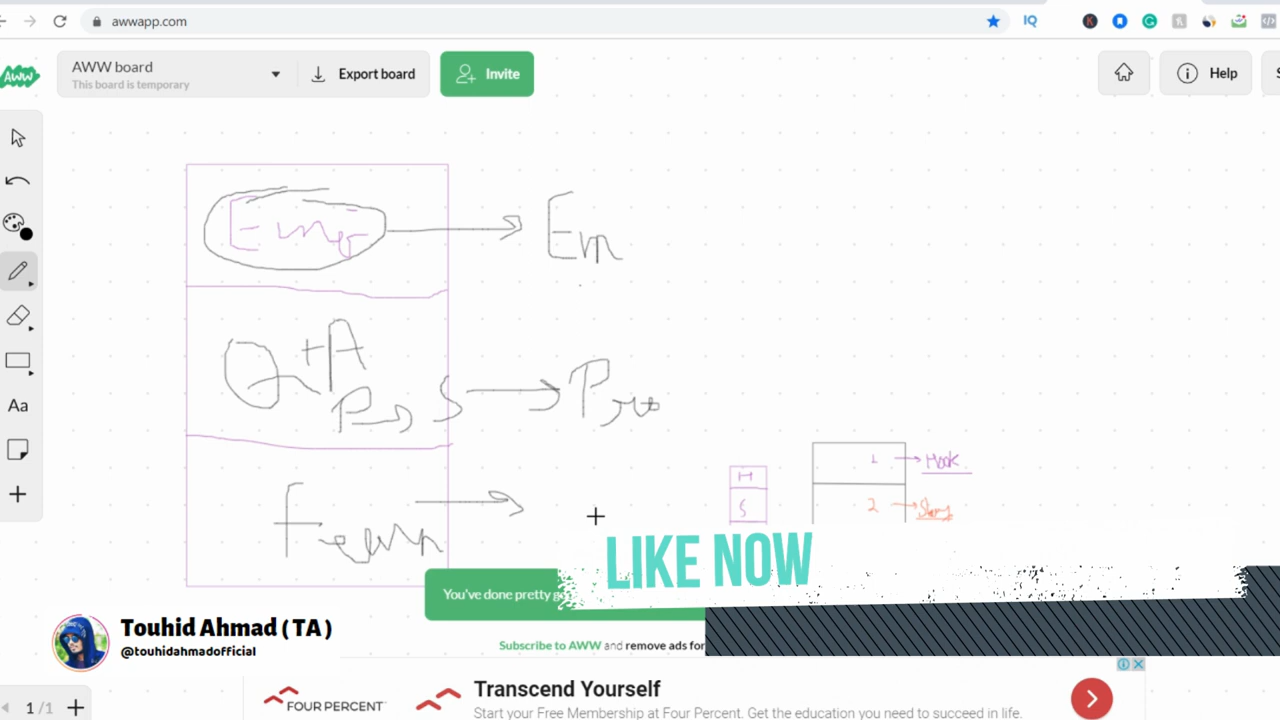 awwapp.com
IQ
AWW
AWW board
This board is temporary
Export board
Invite
Help
Em
Q+A
P → S → Pro
H
S
1 → Hook
2 → Story
Aa
LIKE NOW
You've done pretty
Touhid Ahmad (TA)
@touhidahmadofficial
Subscribe to AWW and remove ads for
1/1
FOUR PERCENT
Transcend Yourself
Start your Free Membership at Four Percent. Get the education you need to succeed in life.